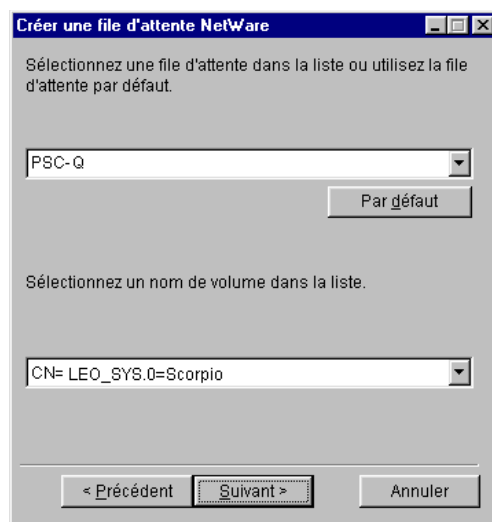 Créer une file d'attente NetWare
Sélectionnez une file d'attente dans la liste ou utilisez la file
d'attente par défaut.
PSC-Q
Par défaut
Sélectionnez un nom de volume dans la liste.
CN= LEO_SYS.0=Scorpio
< Précédent
Suivant >
Annuler